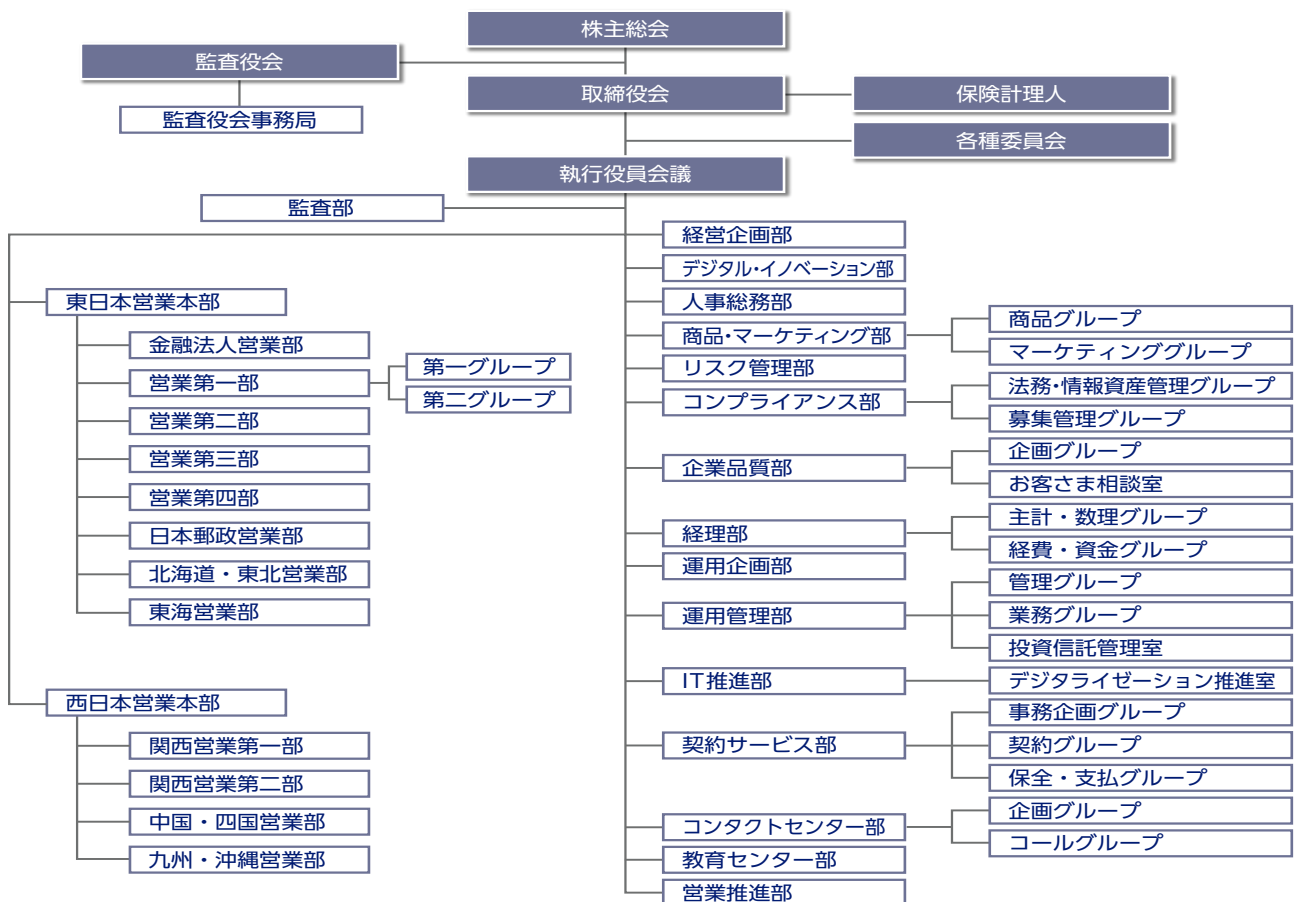 株主総会
監査役会
取締役会
保険計理人
監査役会事務局
各種委員会
執行役員会議
監査部
東日本営業本部
金融法人営業部
営業第一部
第一グループ
第二グループ
営業第二部
営業第三部
営業第四部
日本郵政営業部
北海道・東北営業部
東海営業部
西日本営業本部
関西営業第一部
関西営業第二部
中国・四国営業部
九州・沖縄営業部
経営企画部
デジタル・イノベーション部
人事総務部
商品・マーケティング部
商品グループ
マーケティンググループ
リスク管理部
コンプライアンス部
法務・情報資産管理グループ
募集管理グループ
企業品質部
企画グループ
お客さま相談室
経理部
主計・数理グループ
経費・資金グループ
運用企画部
運用管理部
管理グループ
業務グループ
投資信託管理室
IT推進部
デジタライゼーション推進室
契約サービス部
事務企画グループ
契約グループ
保全・支払グループ
コンタクトセンター部
企画グループ
コールグループ
教育センター部
営業推進部